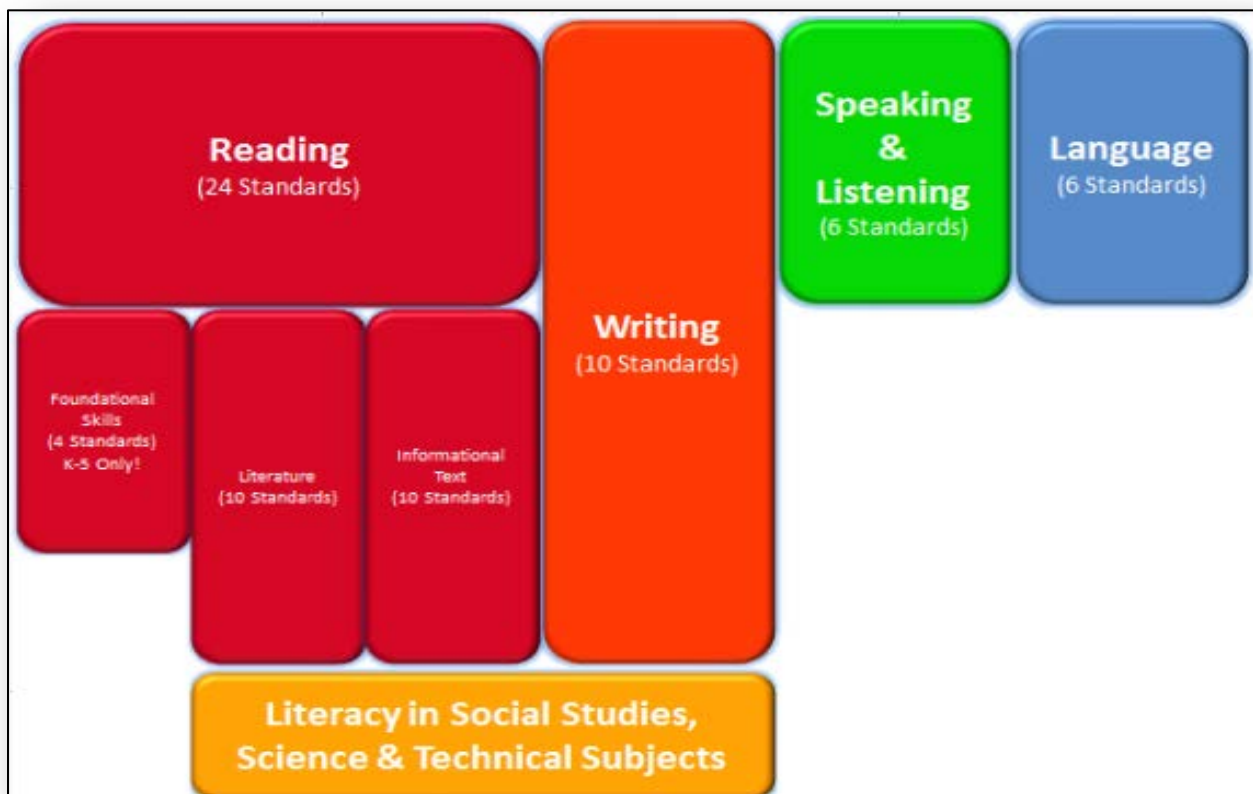 Reading
(24 Standards)
Foundational
Skills
(4 Standards)
K-5 Only!
Literature
(10 Standards)
Informational
Text
(10 Standards)
Writing
(10 Standards)
Speaking
&
Listening
(6 Standards)
Language
(6 Standards)
Literacy in Social Studies,
Science & Technical Subjects